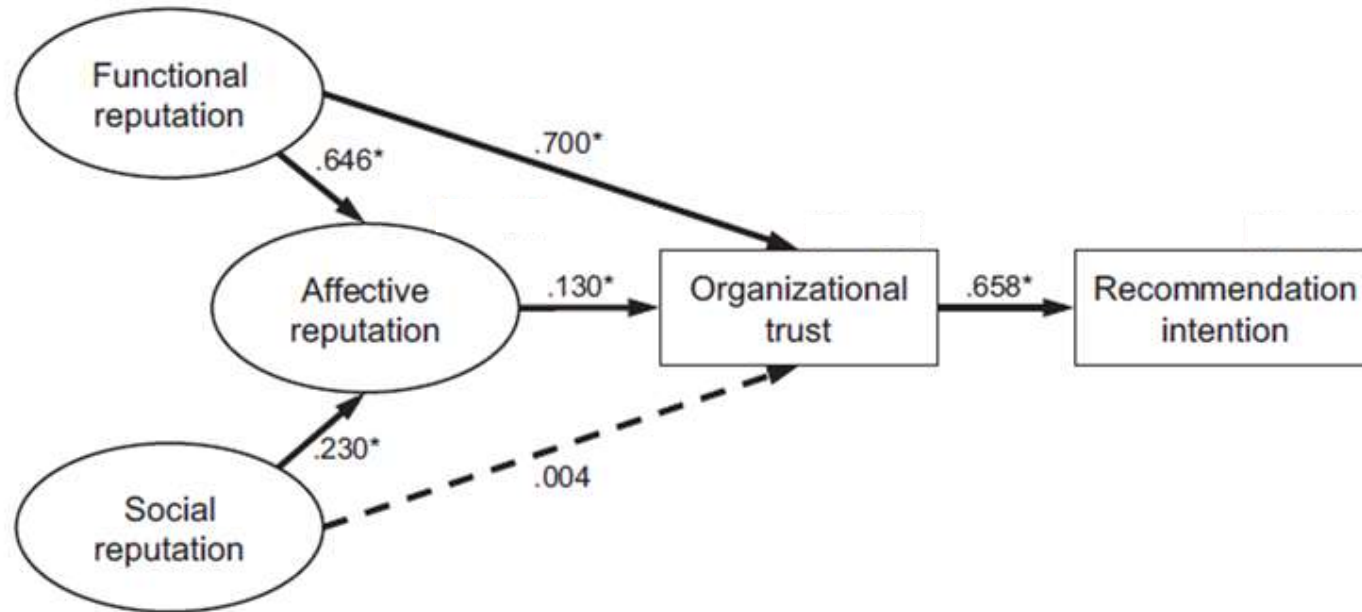 Functional
reputation
.700*
.646*
Affective
reputation
.130*
Organizational
trust
.658*
Recommendation
intention
.230*
.004
Social
reputation